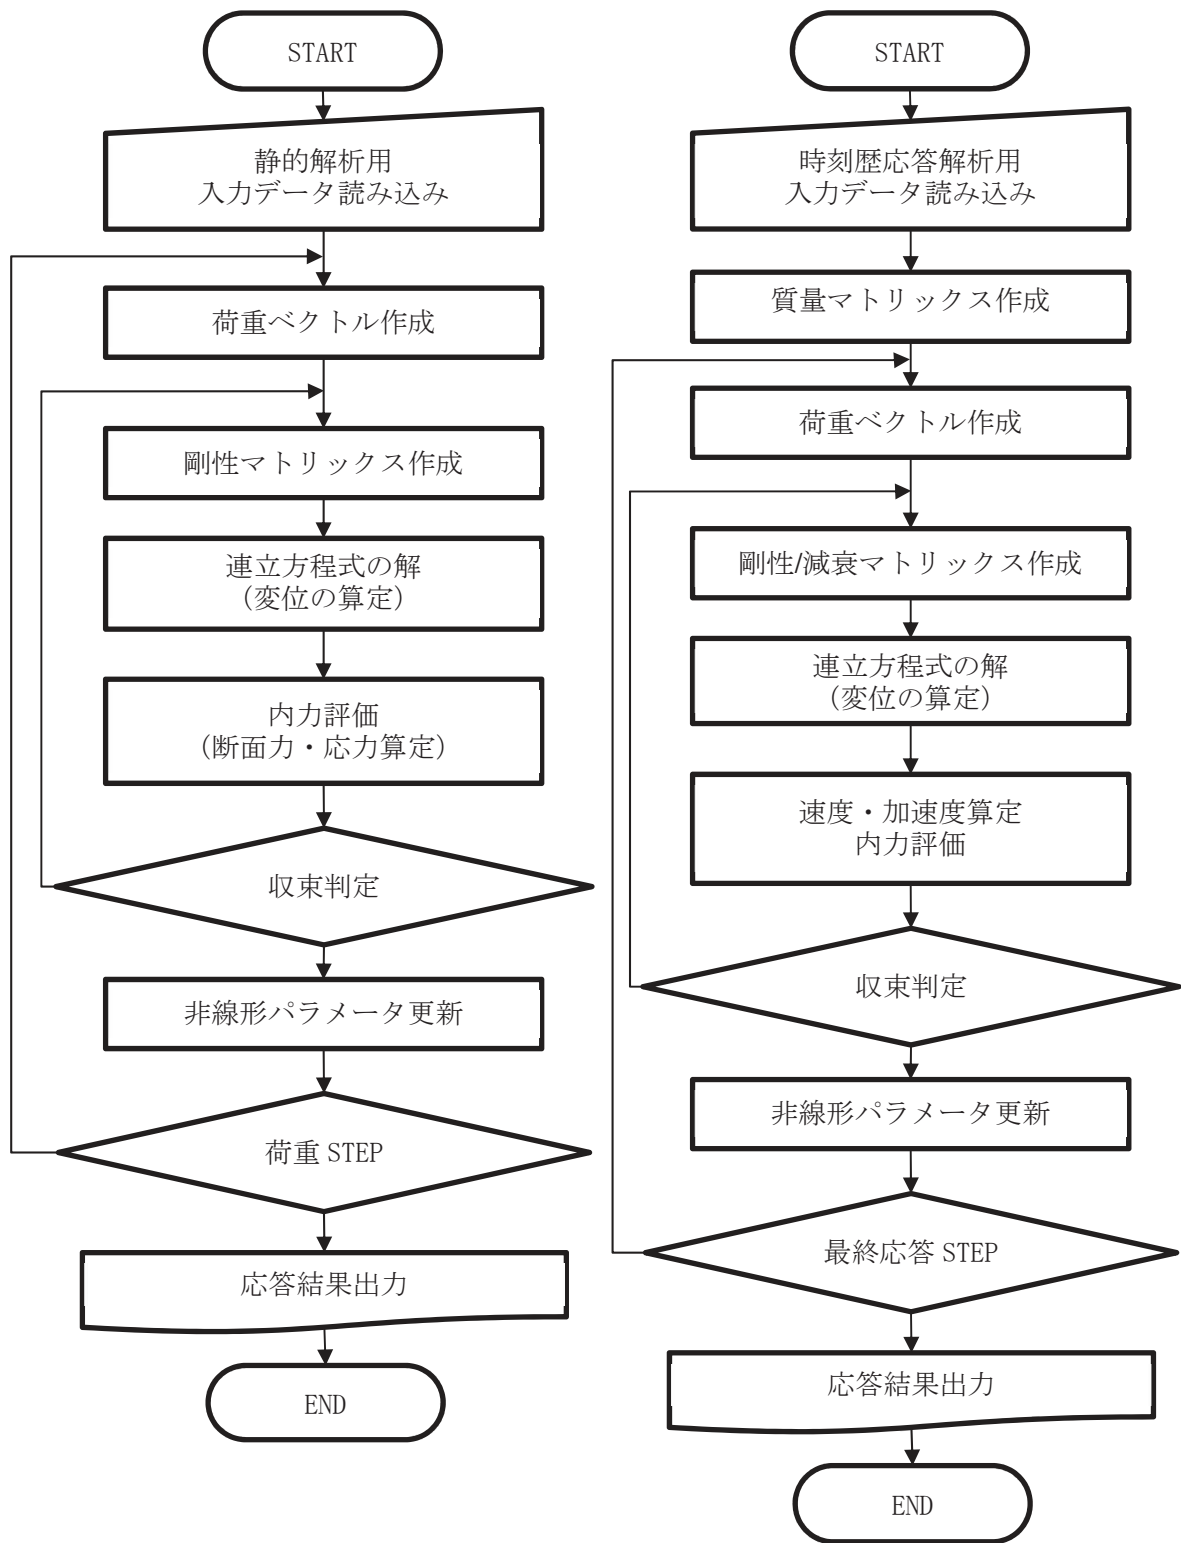 START
静的解析用
入力データ読み込み
荷重ベクトル作成
剛性マトリックス作成
連立方程式の解
(変位の算定)
内力評価
(断面力・応力算定)
収束判定
非線形パラメータ更新
荷重 STEP
応答結果出力
END
START
時刻歴応答解析用
入力データ読み込み
質量マトリックス作成
荷重ベクトル作成
剛性/減衰マトリックス作成
連立方程式の解
(変位の算定)
速度・加速度算定
内力評価
収束判定
非線形パラメータ更新
最終応答 STEP
応答結果出力
END